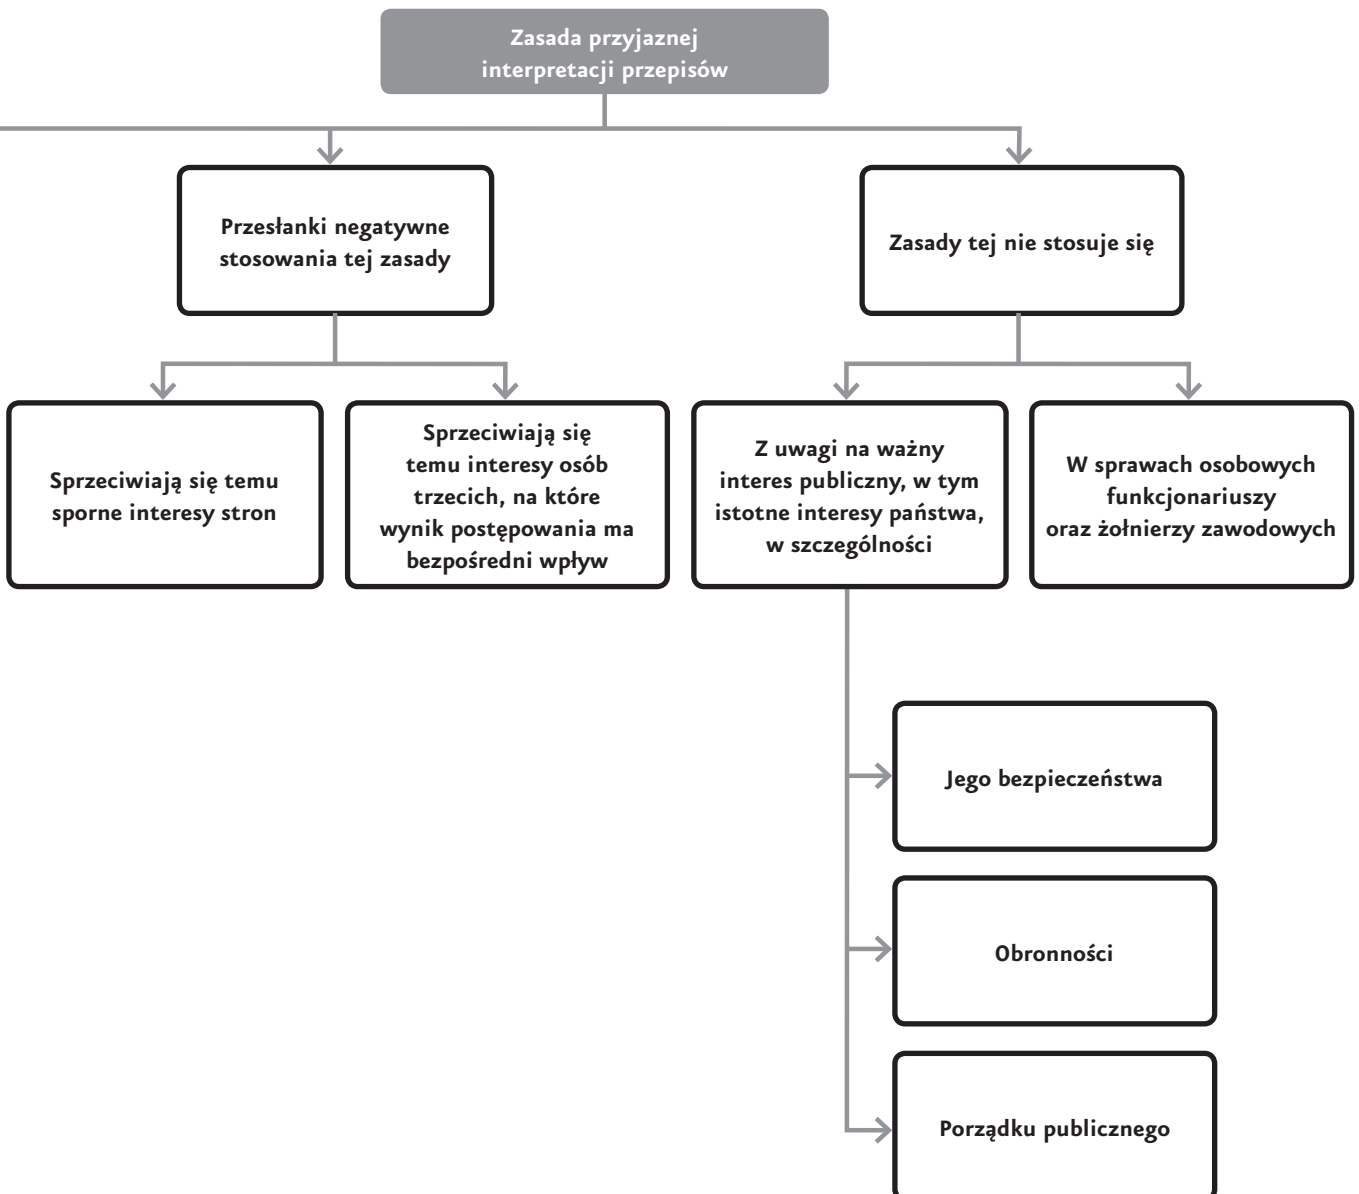 Zasada przyjaznej
interpretacji przepisów
Przesłanki negatywne
stosowania tej zasady
Zasady tej nie stosuje się
Sprzeciwiają się temu
sporne interesy stron
Sprzeciwiają się
temu interesy osób
trzecich, na które
wynik postępowania ma
bezpośredni wpływ
Z uwagi na ważny
interes publiczny, w tym
istotne interesy państwa,
w szczególności
W sprawach osobowych
funkcjonariuszy
oraz żołnierzy zawodowych
Jego bezpieczeństwa
Obronności
Porządku publicznego